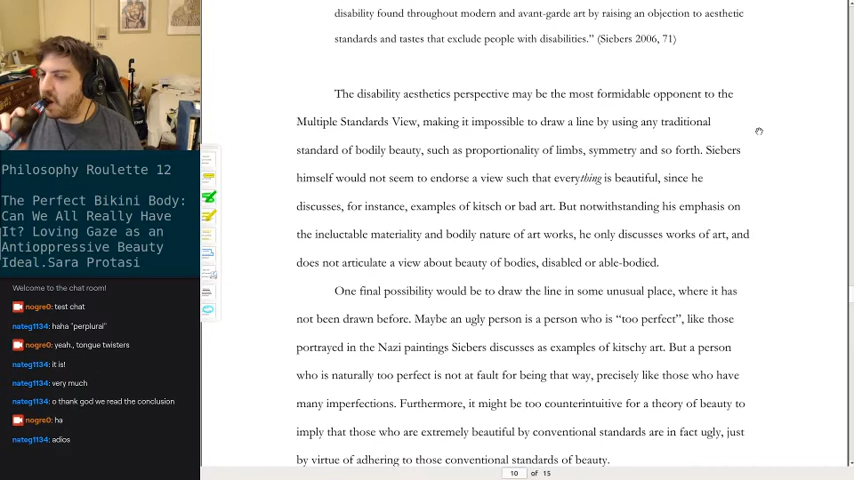 disability found throughout modern and avant-garde art by raising an objection to aesthetic
standards and tastes that exclude people with disabilities.” (Siebers 2006, 71)
The disability aesthetics perspective may be the most formidable opponent to the
Multiple Standards View, making it impossible to draw a line by using any traditional
standard of bodily beauty, such as proportionality of limbs, symmetry and so forth. Siebers
himself would not seem to endorse a view such that everything is beautiful, since he
discusses, for instance, examples of kitsch or bad art. But notwithstanding his emphasis on
the ineluctable materiality and bodily nature of art works, he only discusses works of art, and
does not articulate a view about beauty of bodies, disabled or able-bodied.
One final possibility would be to draw the line in some unusual place, where it has
not been drawn before. Maybe an ugly person is a person who is “too perfect”, like those
portrayed in the Nazi paintings Siebers discusses as examples of kitschy art. But a person
who is naturally too perfect is not at fault for being that way, precisely like those who have
many imperfections. Furthermore, it might be too counterintuitive for a theory of beauty to
imply that those who are extremely beautiful by conventional standards are in fact ugly, just
by virtue of adhering to those conventional standards of beauty.
10 of 15
Philosophy Roulette 12
The Perfect Bikini Body:
Can We All Really Have
It? Loving Gaze as an
Antioppressive Beauty
Ideal.Sara Protasi
Welcome to the chat room!
nogre0: test chat
nateg1134: haha "perplurai"
nogre0: yeah., tongue twisters
nateg1134: it is!
nateg1134: very much
nateg1134: o thank god we read the conclusion
nogre0: ha
nateg1134: adios